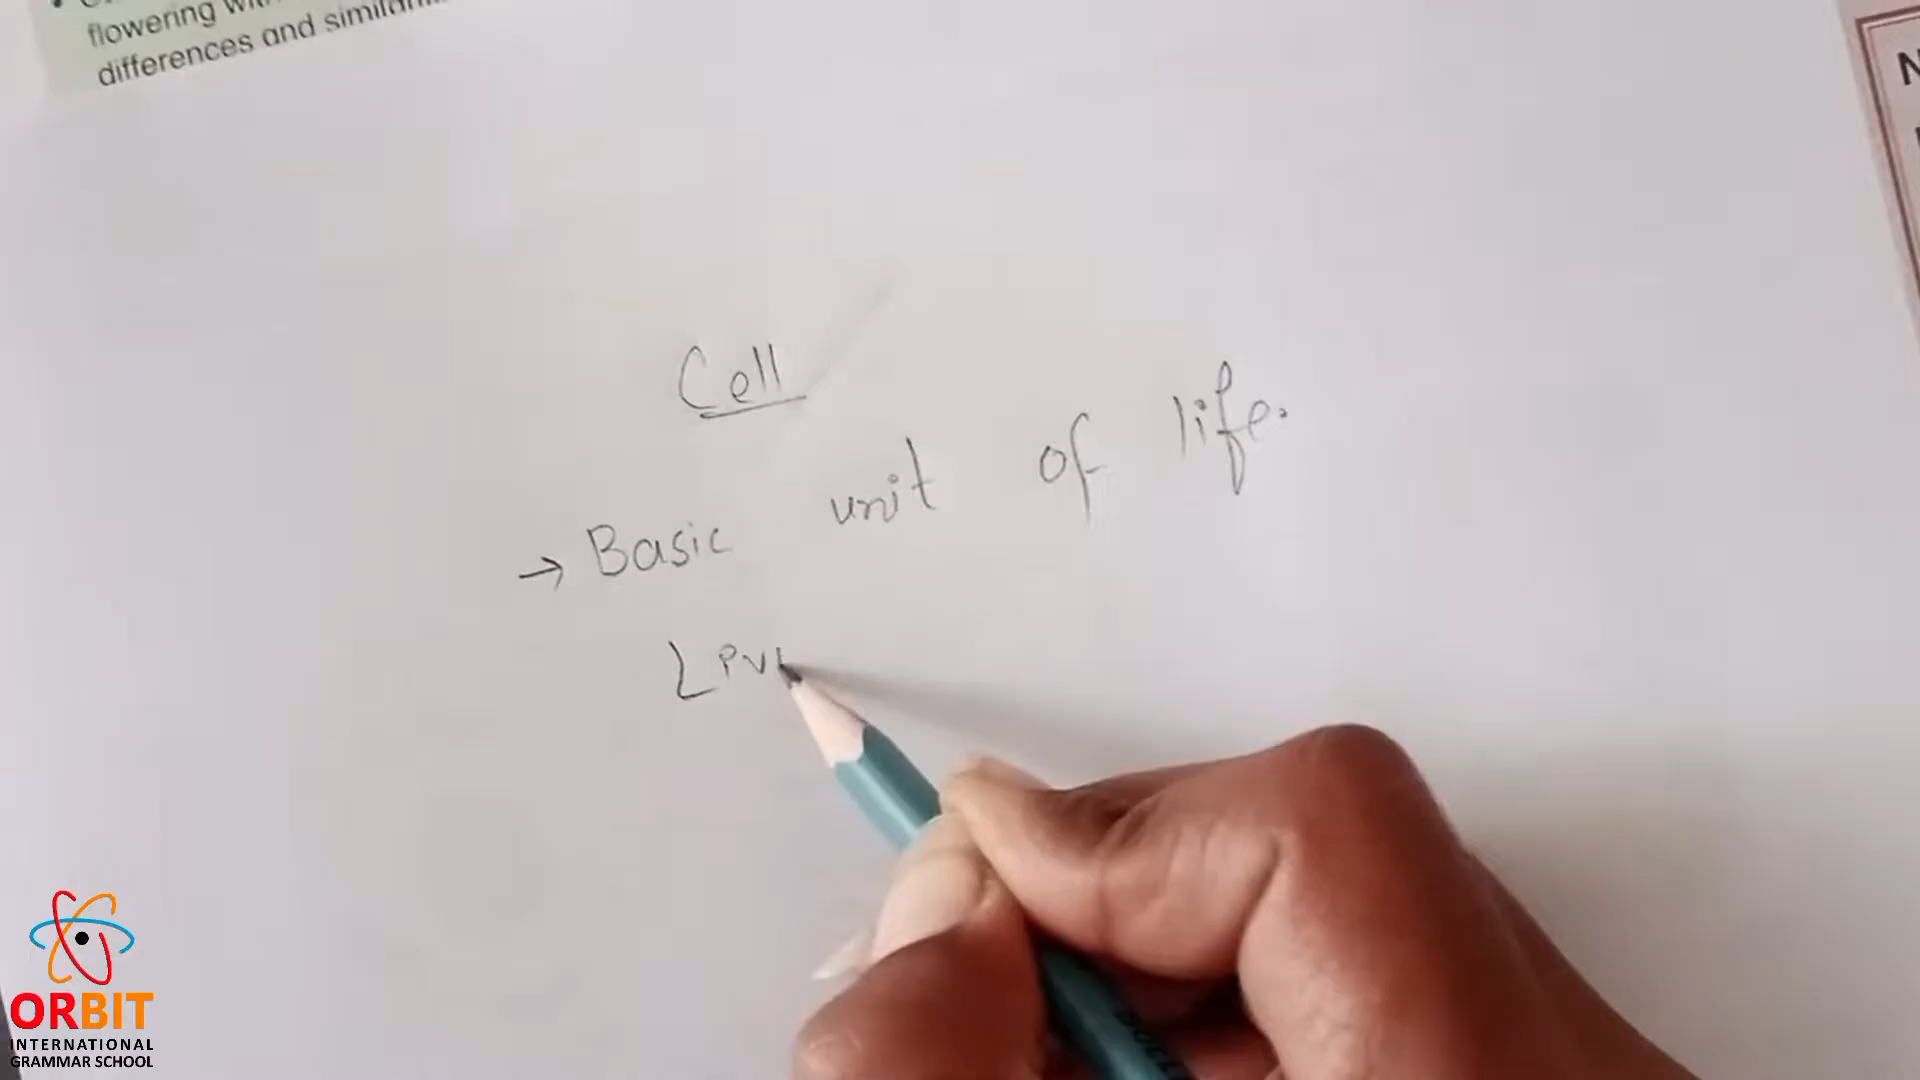 flowering
differences and
Cell
→ Basic unit of life.
N
ORBIT
INTERNATIONAL
GRAMMAR SCHOOL